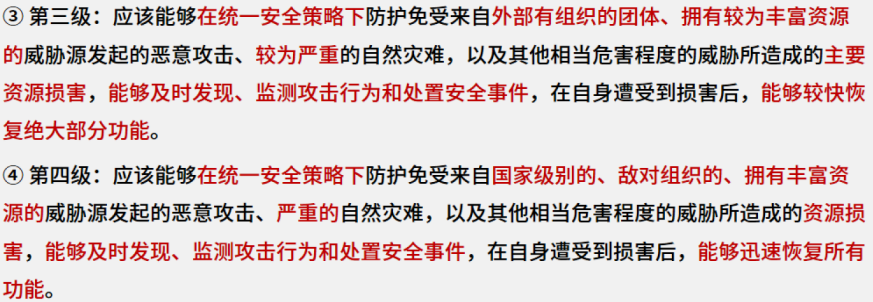 ③ 第三级：应该能够在统一安全策略下防护免受来自外部有组织的团体、拥有较为丰富资源
的威胁源发起的恶意攻击、较为严重的自然灾难，以及其他相当危害程度的威胁所造成的主要
资源损害，能够及时发现、监测攻击行为和处置安全事件，在自身遭受到损害后，能够较快恢
复绝大部分功能。
④ 第四级：应该能够在统一安全策略下防护免受来自国家级别的、敌对组织的、拥有丰富资
源的威胁源发起的恶意攻击、严重的自然灾难，以及其他相当危害程度的威胁所造成的资源损
害，能够及时发现、监测攻击行为和处置安全事件，在自身遭受到损害后，能够迅速恢复所有
功能。